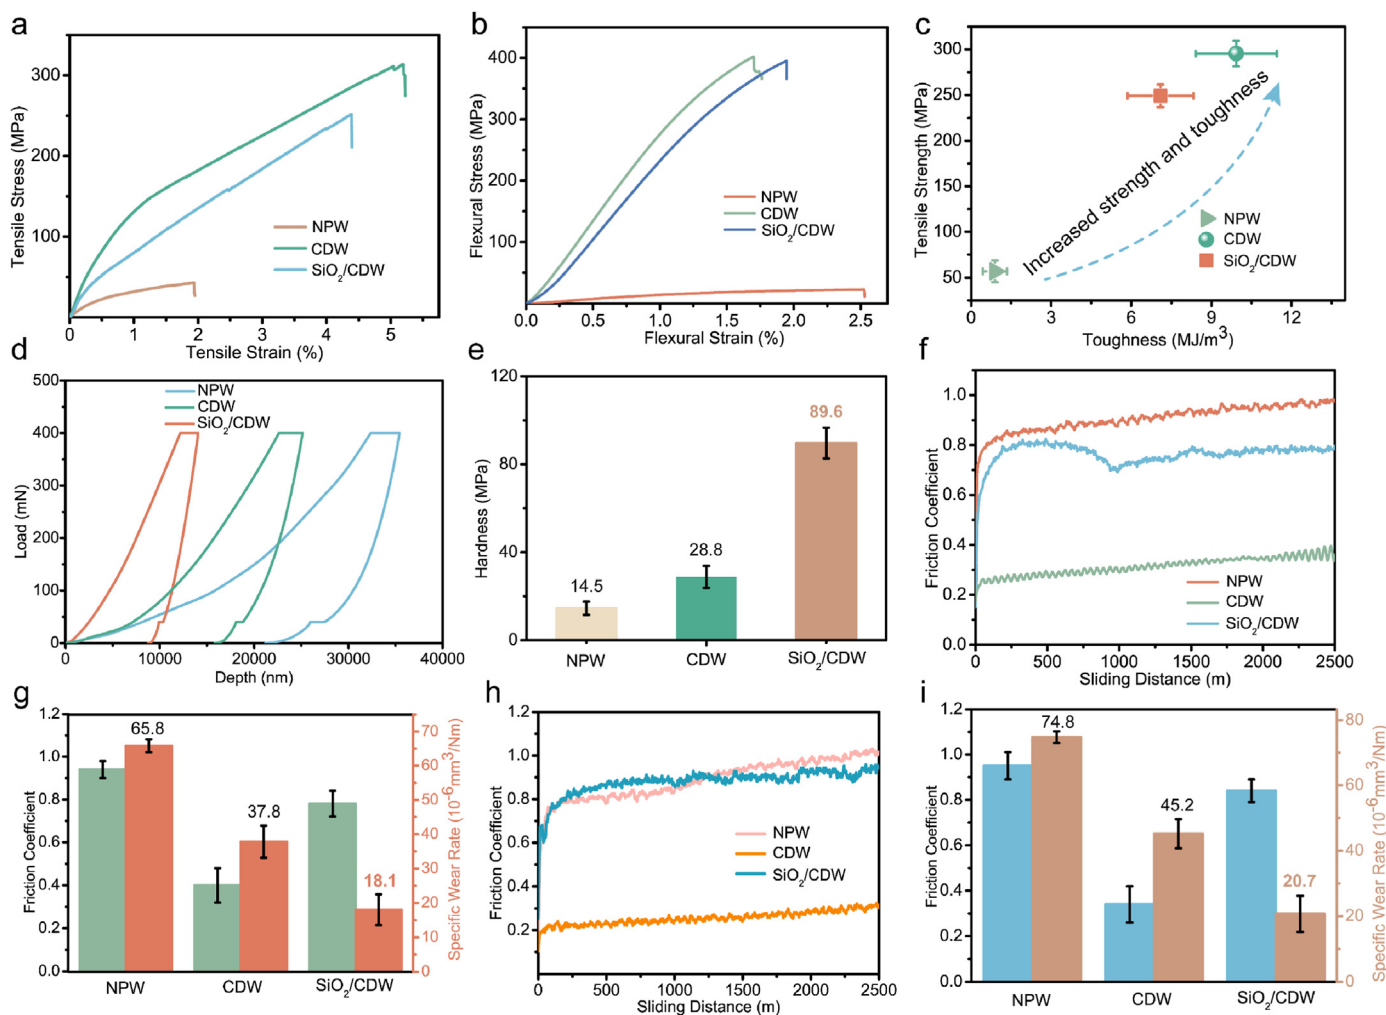 a
Tensile Stress (MPa)
300
200
100
0
0
1
2
3
4
5
Tensile Strain (%)
NPW
CDW
SiO2/CDW
b
Flexural Stress (MPa)
400
300
200
100
0
0.0
0.5
1.0
1.5
2.0
2.5
Flexural Strain (%)
NPW
CDW
SiO2/CDW
c
Tensile Strength (MPa)
300
250
200
150
100
50
0
3
6
9
12
Toughness (MJ/m3)
Increased strength and toughness
NPW
CDW
SiO2/CDW
d
Load (mN)
500
400
300
200
100
0
0
10000
20000
30000
40000
Depth (nm)
NPW
CDW
SiO2/CDW
e
Hardness (MPa)
120
80
40
0
14.5
28.8
89.6
NPW
CDW
SiO2/CDW
f
Friction Coefficient
1.0
0.8
0.6
0.4
0.2
0.0
0
500
1000
1500
2000
2500
Sliding Distance (m)
NPW
CDW
SiO2/CDW
g
Friction Coefficient
1.2
1.0
0.8
0.6
0.4
0.2
0.0
65.8
37.8
18.1
NPW
CDW
SiO2/CDW
70
60
50
40
30
20
10
0
Specific Wear Rate (10-6mm3/Nm)
h
Friction Coefficient
1.2
1.0
0.8
0.6
0.4
0.2
0
500
1000
1500
2000
2500
Sliding Distance (m)
NPW
CDW
SiO2/CDW
i
Friction Coefficient
1.2
1.0
0.8
0.6
0.4
0.2
0.0
74.8
45.2
20.7
NPW
CDW
SiO2/CDW
80
60
40
20
0
Specific Wear Rate (10-6mm3/Nm)